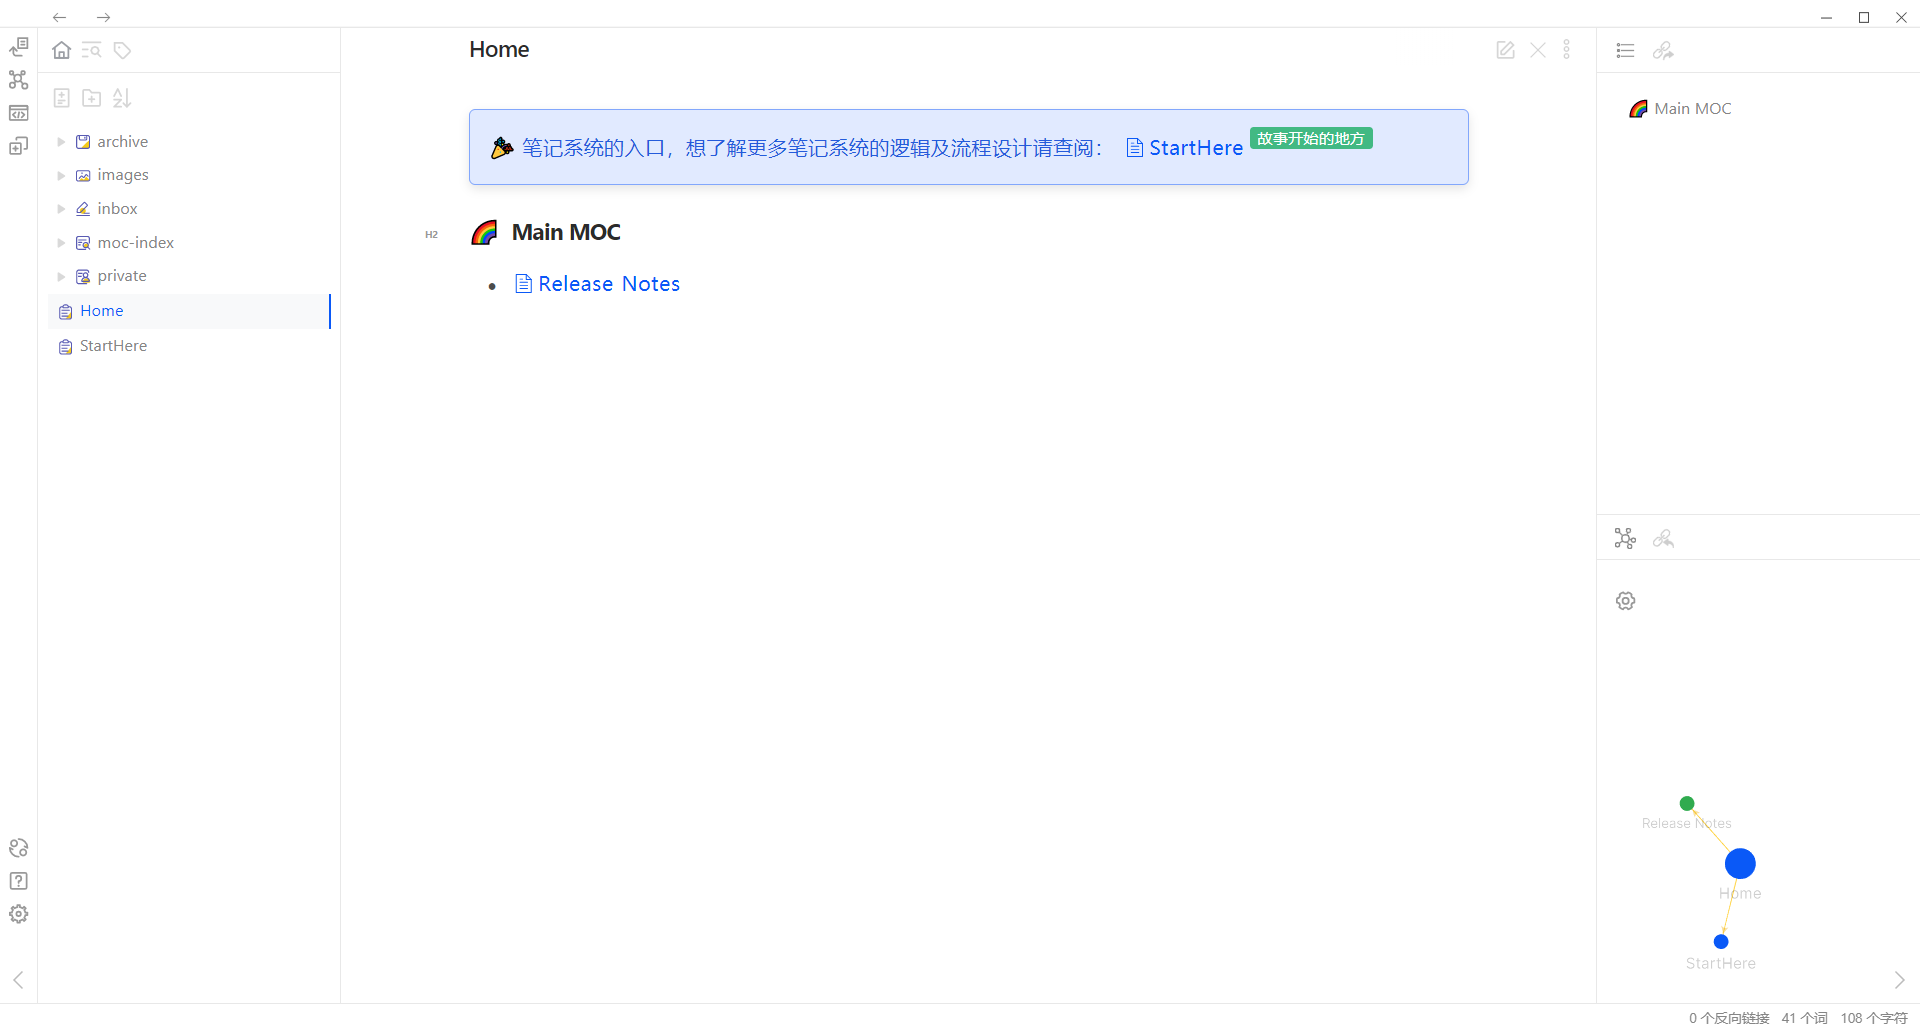 Home
archive
images
inbox
moc-index
private
Home
StartHere
笔记系统的入口，想了解更多笔记系统的逻辑及流程设计请查阅： StartHere 故事开始的地方
H2 Main MOC
Release Notes
Main MOC
Release Notes
Home
StartHere
0 个反向链接 41 个词 108 个字符